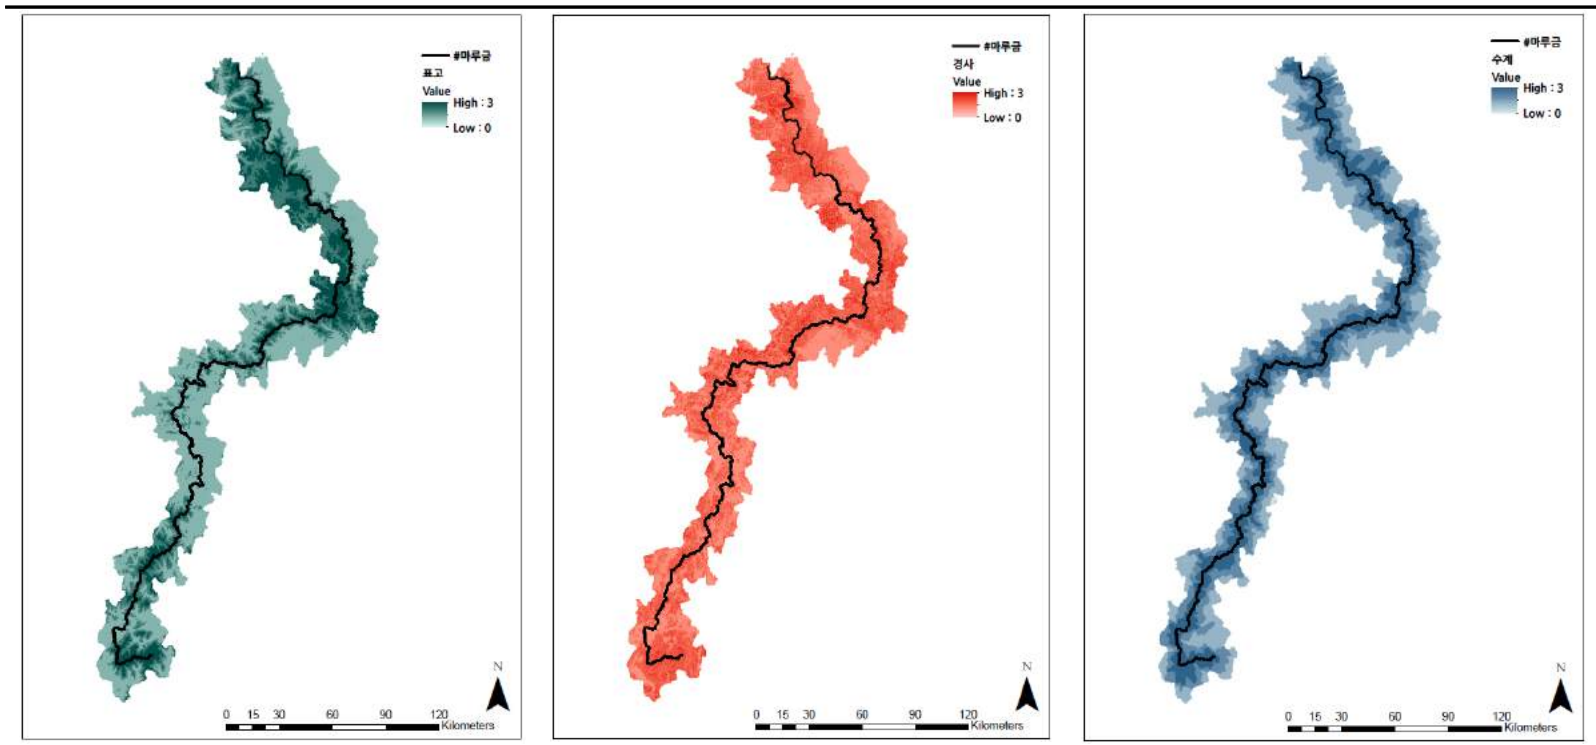 #마루금
표고
Value
High : 3
Low : 0
N
0 15 30 60 90 120
Kilometers
#마루금
경사
Value
High : 3
Low : 0
N
0 15 30 60 90 120
Kilometers
#마루금
수계
Value
High : 3
Low : 0
N
0 15 30 60 90 120
Kilometers